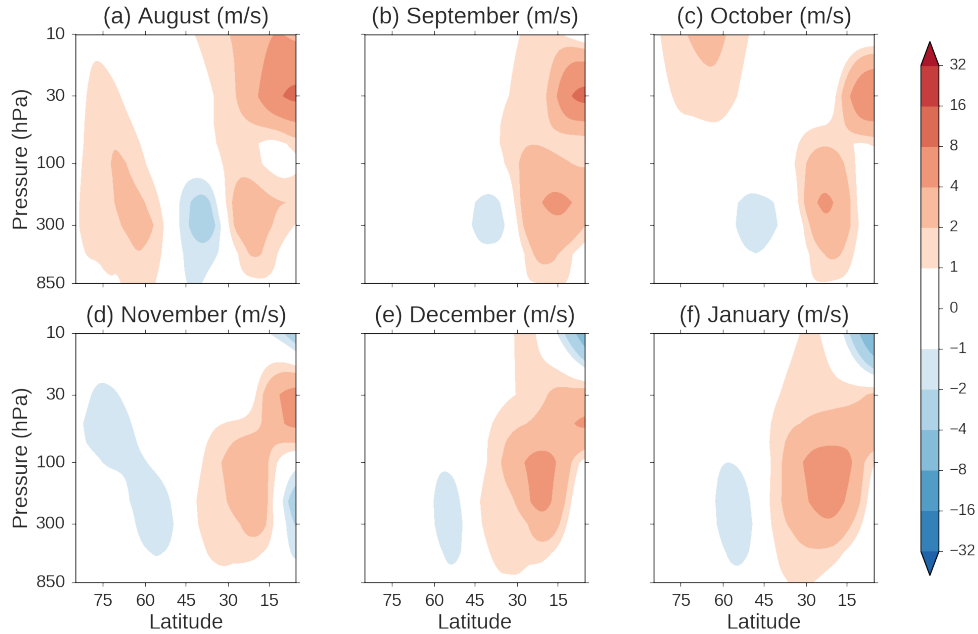 (a) August (m/s)
(b) September (m/s)
(c) October (m/s)
Pressure (hPa)
10
30
100
300
850
(d) November (m/s)
(e) December (m/s)
(f) January (m/s)
Pressure (hPa)
10
30
100
300
850
75 60 45 30 15
75 60 45 30 15
75 60 45 30 15
Latitude
Latitude
Latitude
32
16
8
4
2
1
0
−1
−2
−4
−8
−16
−32